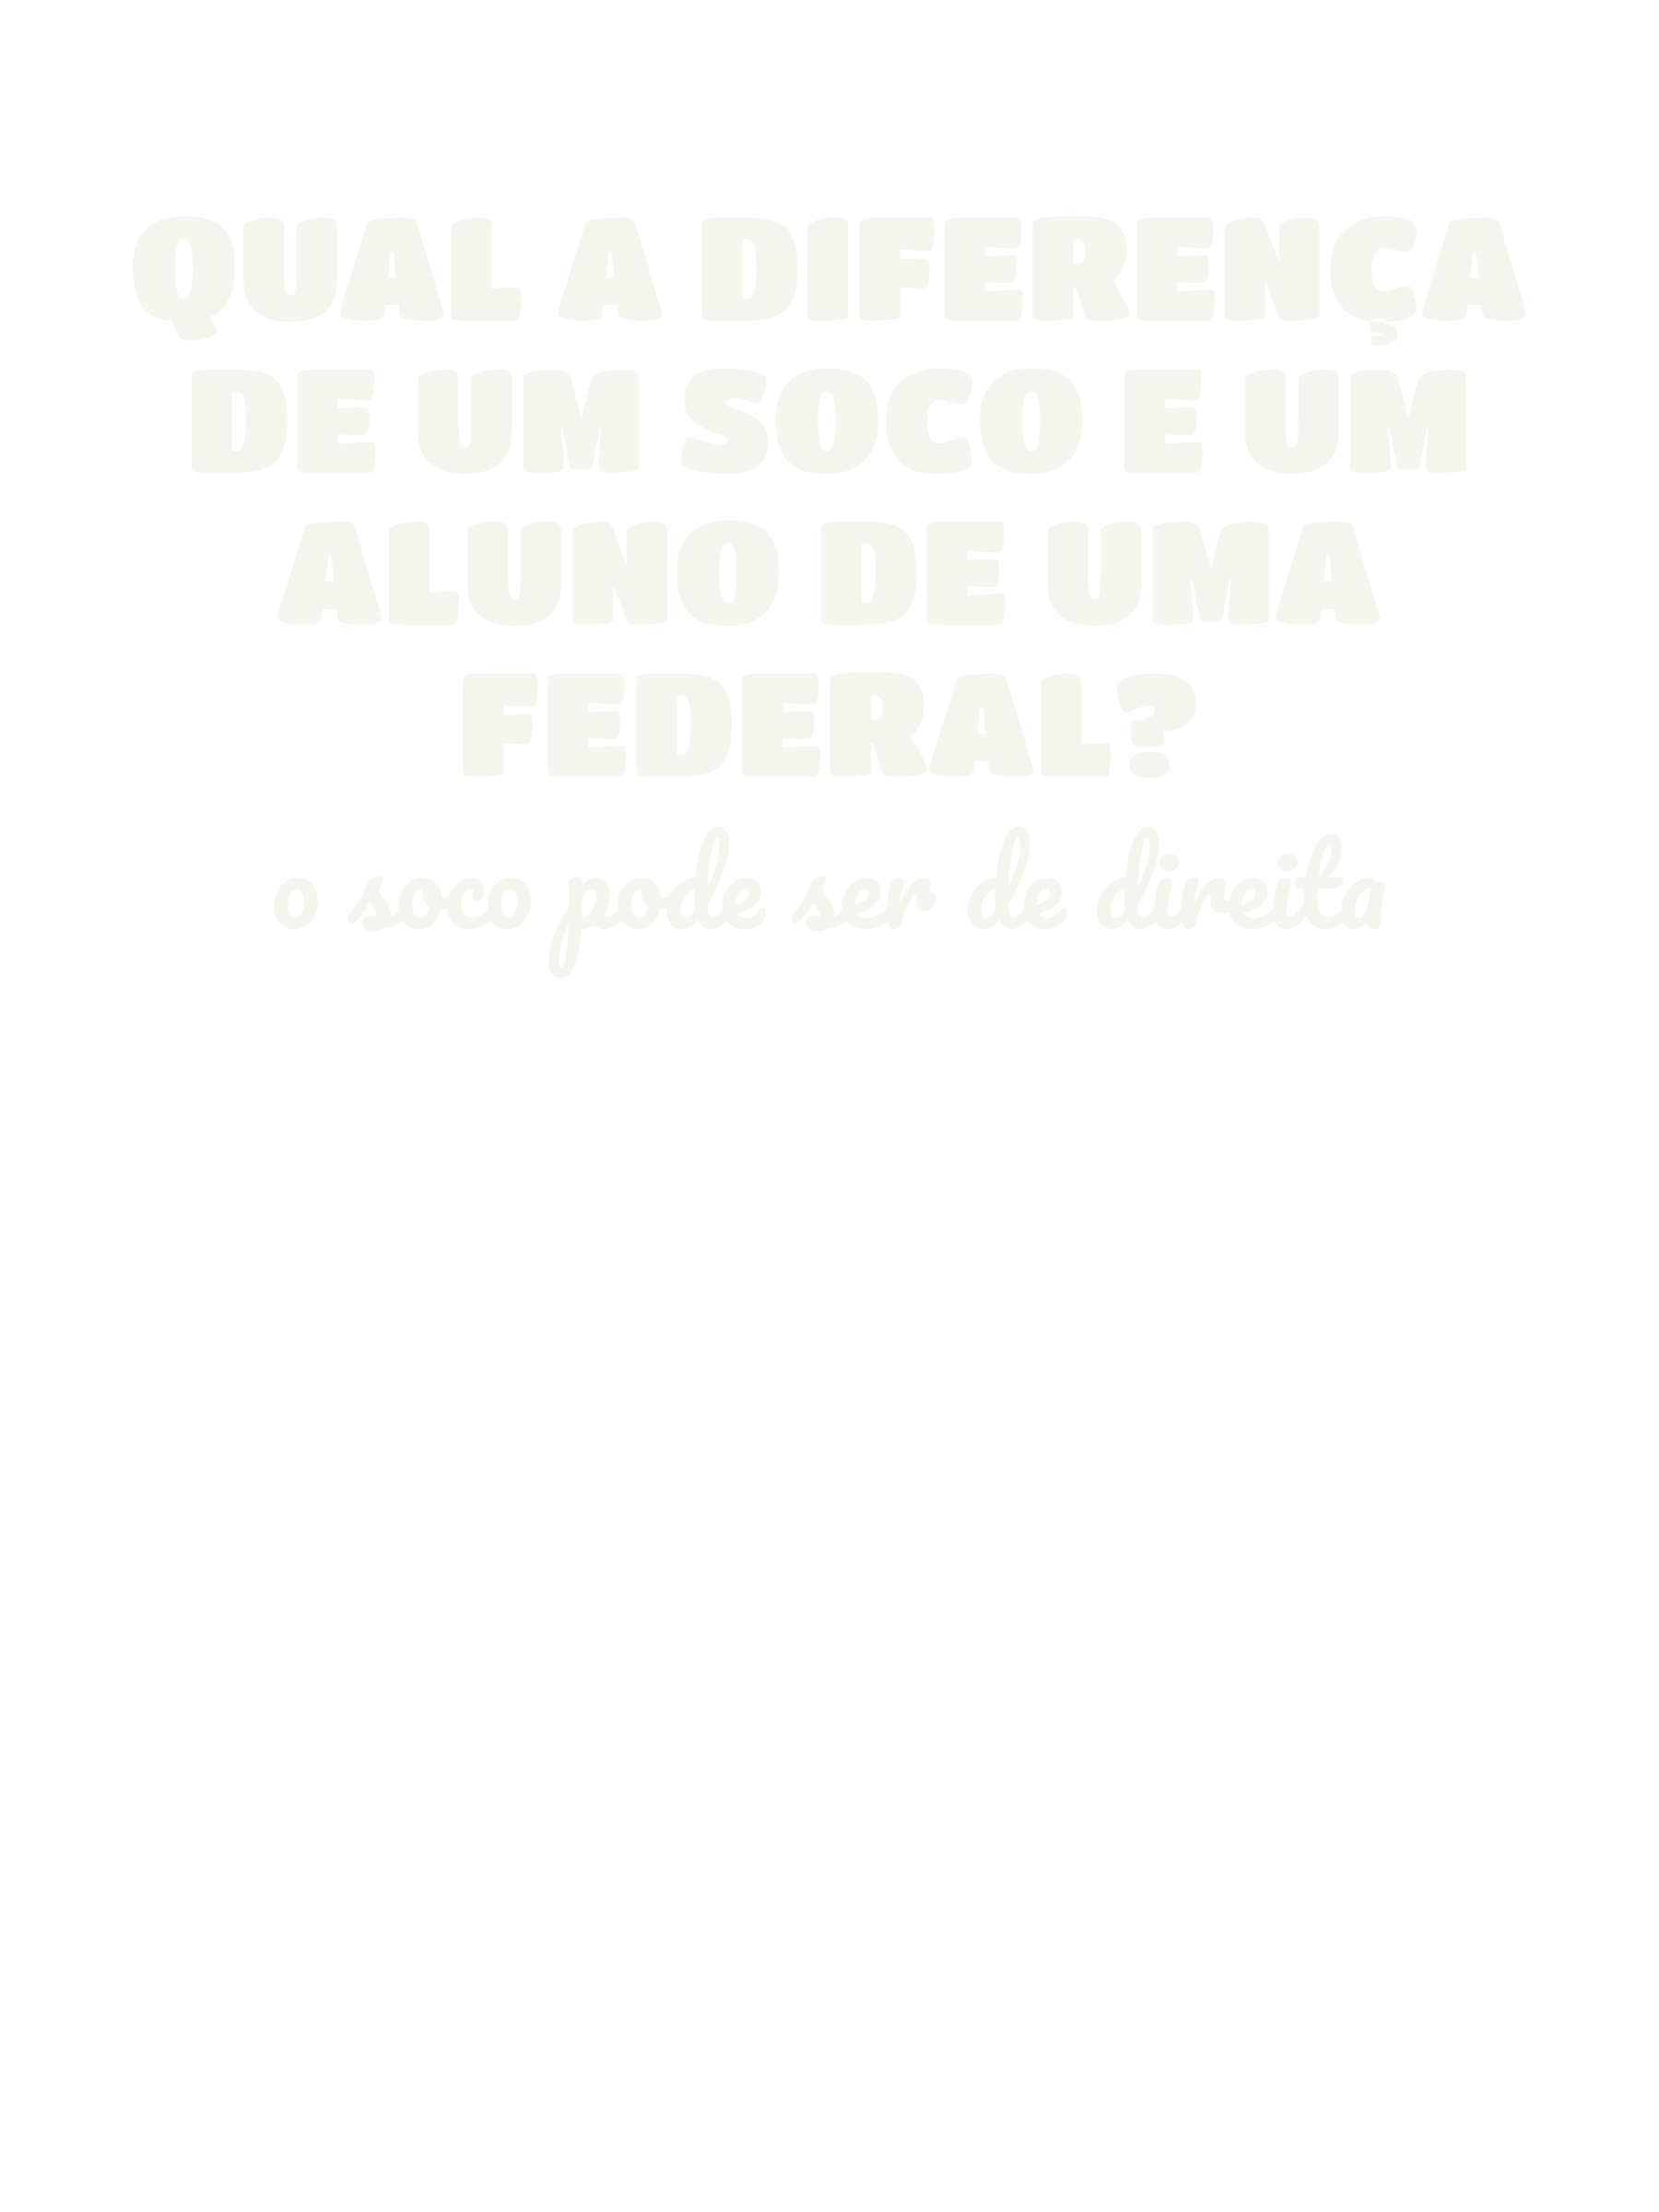 QUAL A DIFERENÇA
DE UM SOCO E UM
ALUNO DE UMA
FEDERAL?
o soco pode ser de direita